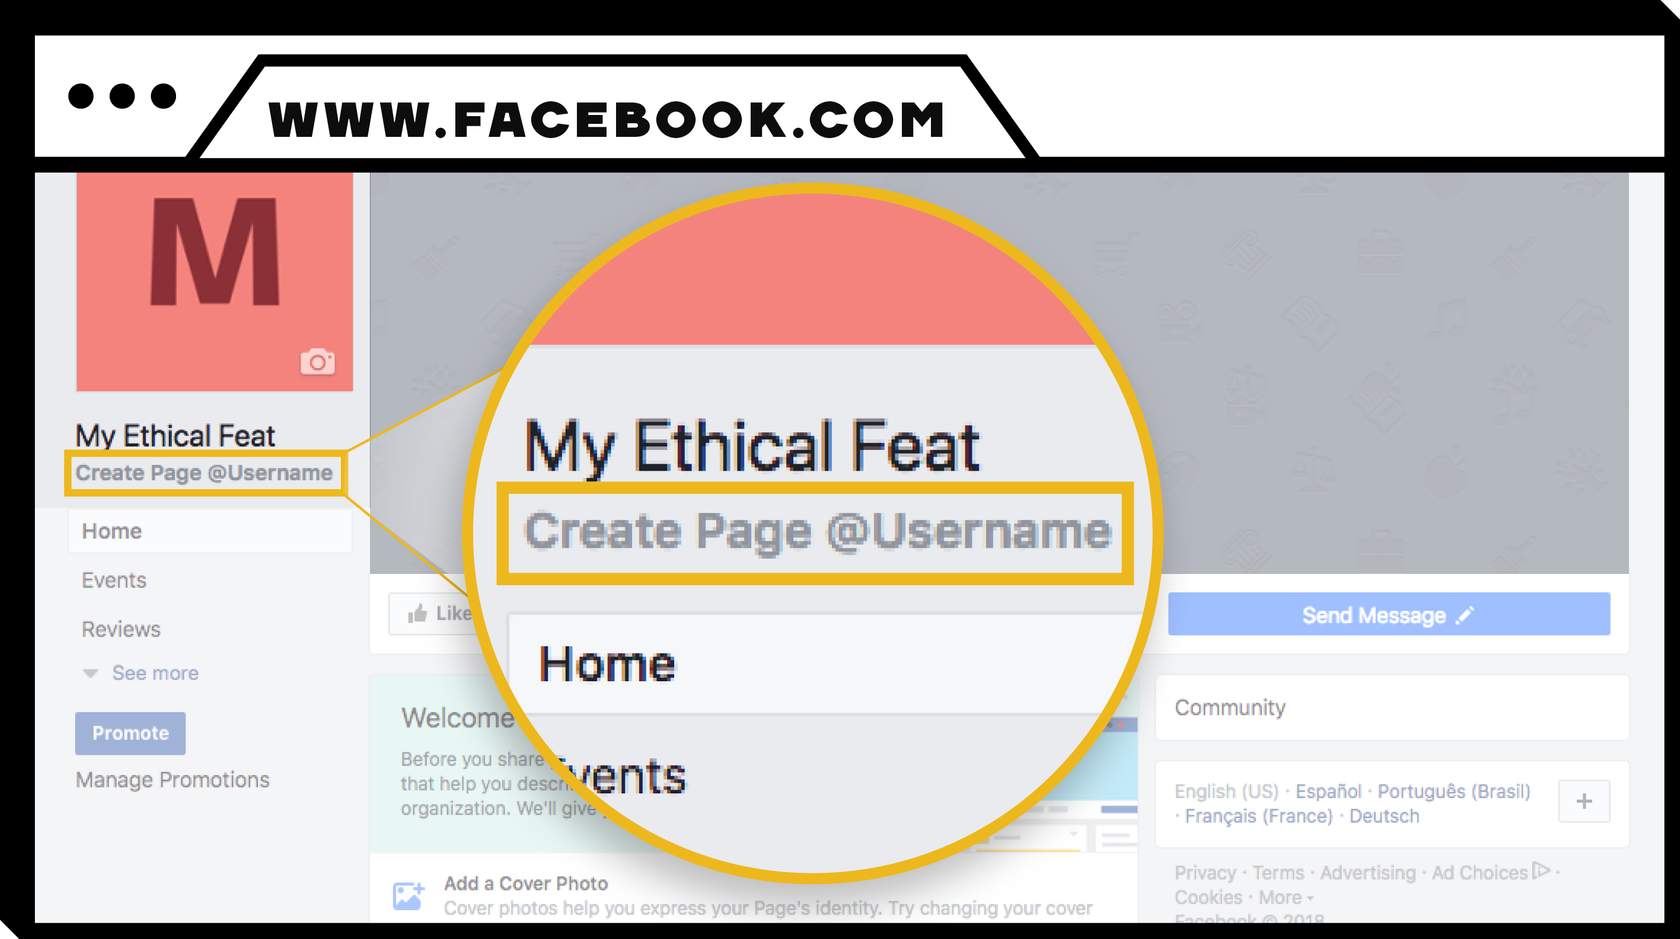 WWW.FACEBOOK.COM
M
My Ethical Feat
Create Page @Username
Home
Events
Reviews
See more
Promote
Manage Promotions
My Ethical Feat
Create Page @Username
Home
vents
Like
Send Message
Welcome
Before you share
that help you
organization. We'll give
Add a Cover Photo
Cover photos help you express your Page's identity. Try changing your cover
Community
English (US) · Español · Português (Brasil)
· Français (France) · Deutsch
+
Privacy · Terms · Advertising · Ad Choices ·
Cookies · More
Facebook © 2018